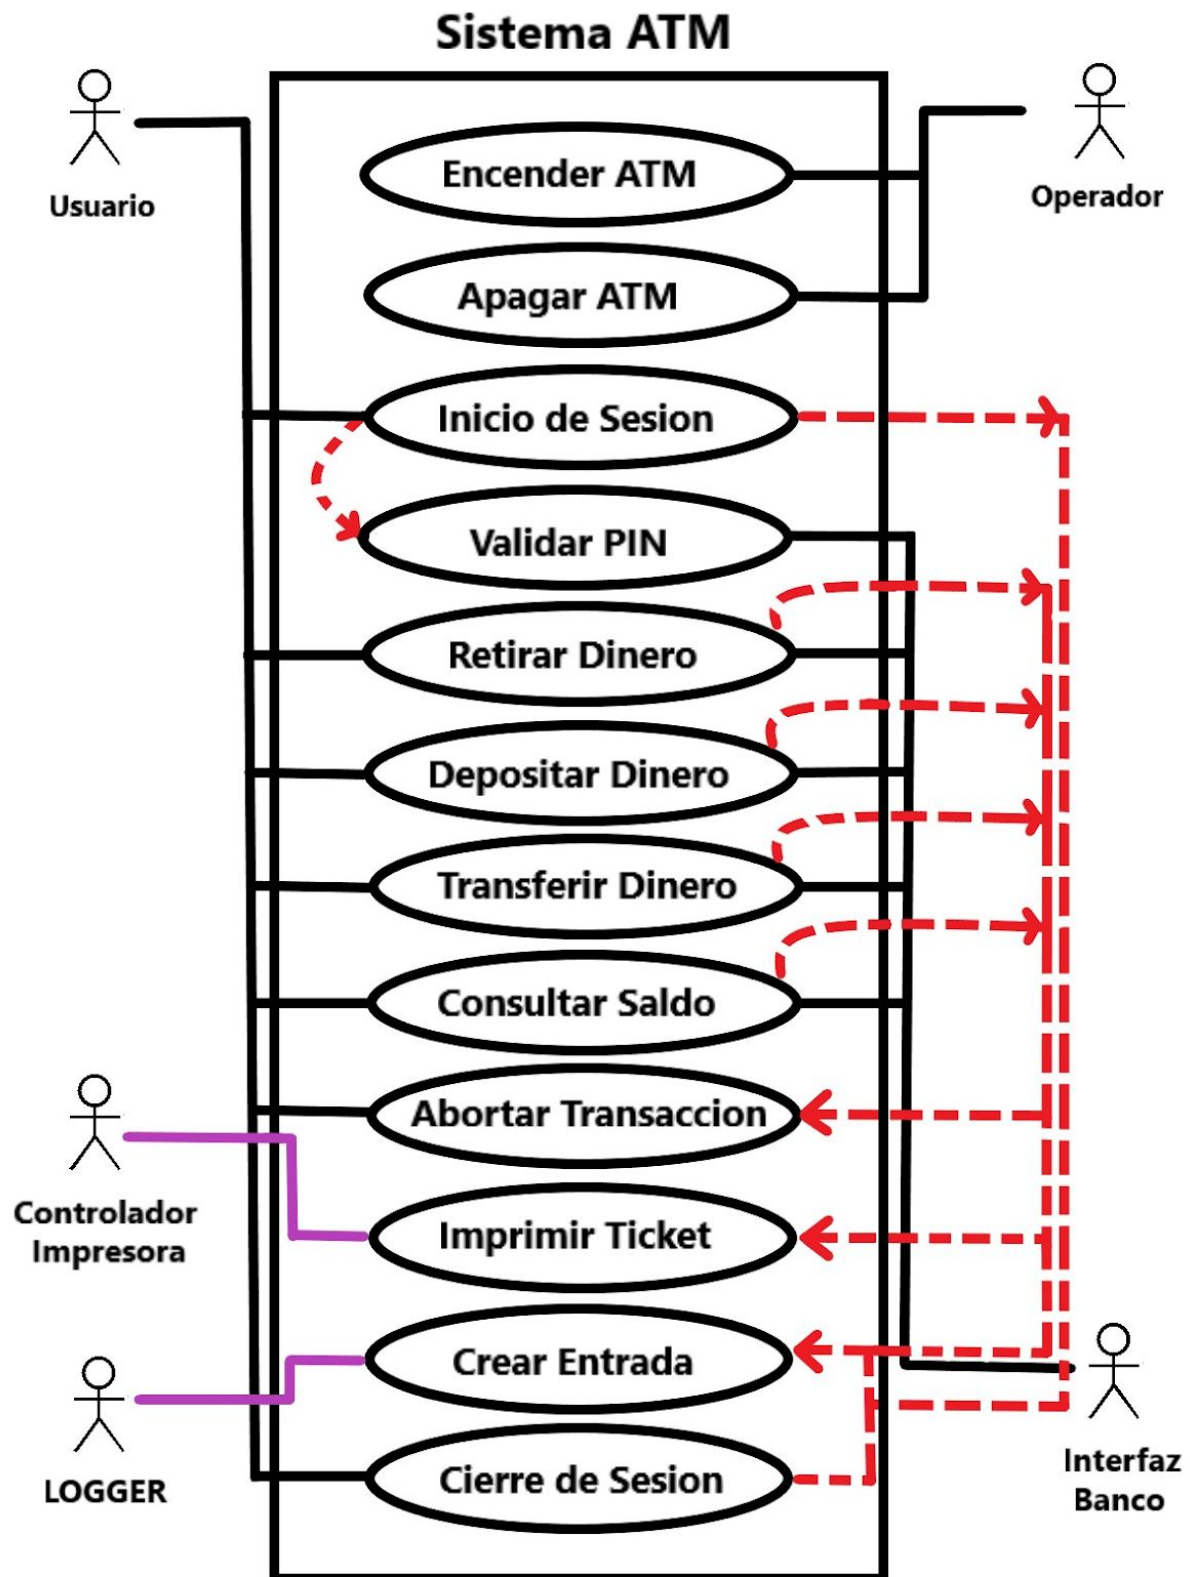 Sistema ATM
Usuario
Operador
Encender ATM
Apagar ATM
Inicio de Sesion
Validar PIN
Retirar Dinero
Depositar Dinero
Transferir Dinero
Consultar Saldo
Abortar Transaccion
Controlador
Impresora
Imprimir Ticket
Crear Entrada
LOGGER
Cierre de Sesion
Interfaz
Banco